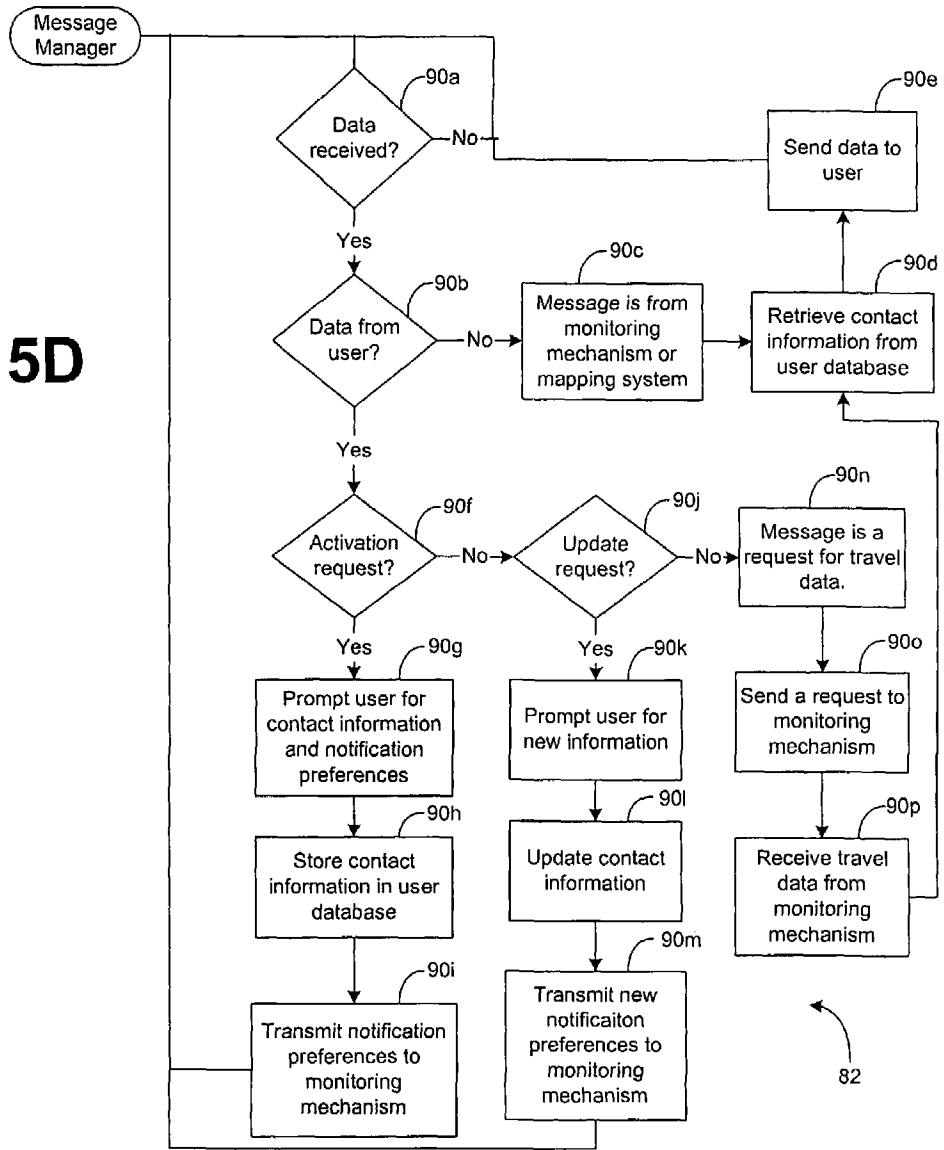 Message
Manager
90a
Data
received?
No
90e
Send data to
user
Yes
90b
Data from
user?
No
90c
Message is from
monitoring
mechanism or
mapping system
90d
Retrieve contact
information from
user database
5D
Yes
90f
Activation
request?
No
90j
Update
request?
No
90n
Message is a
request for travel
data.
Yes
90g
Prompt user for
contact information
and notification
preferences
Yes
90k
Prompt user for
new information
90o
Send a request to
monitoring
mechanism
90h
Store contact
information in user
database
90l
Update contact
information
90p
Receive travel
data from
monitoring
mechanism
90i
Transmit notification
preferences to
monitoring
mechanism
90m
Transmit new
notificaiton
preferences to
monitoring
mechanism
82